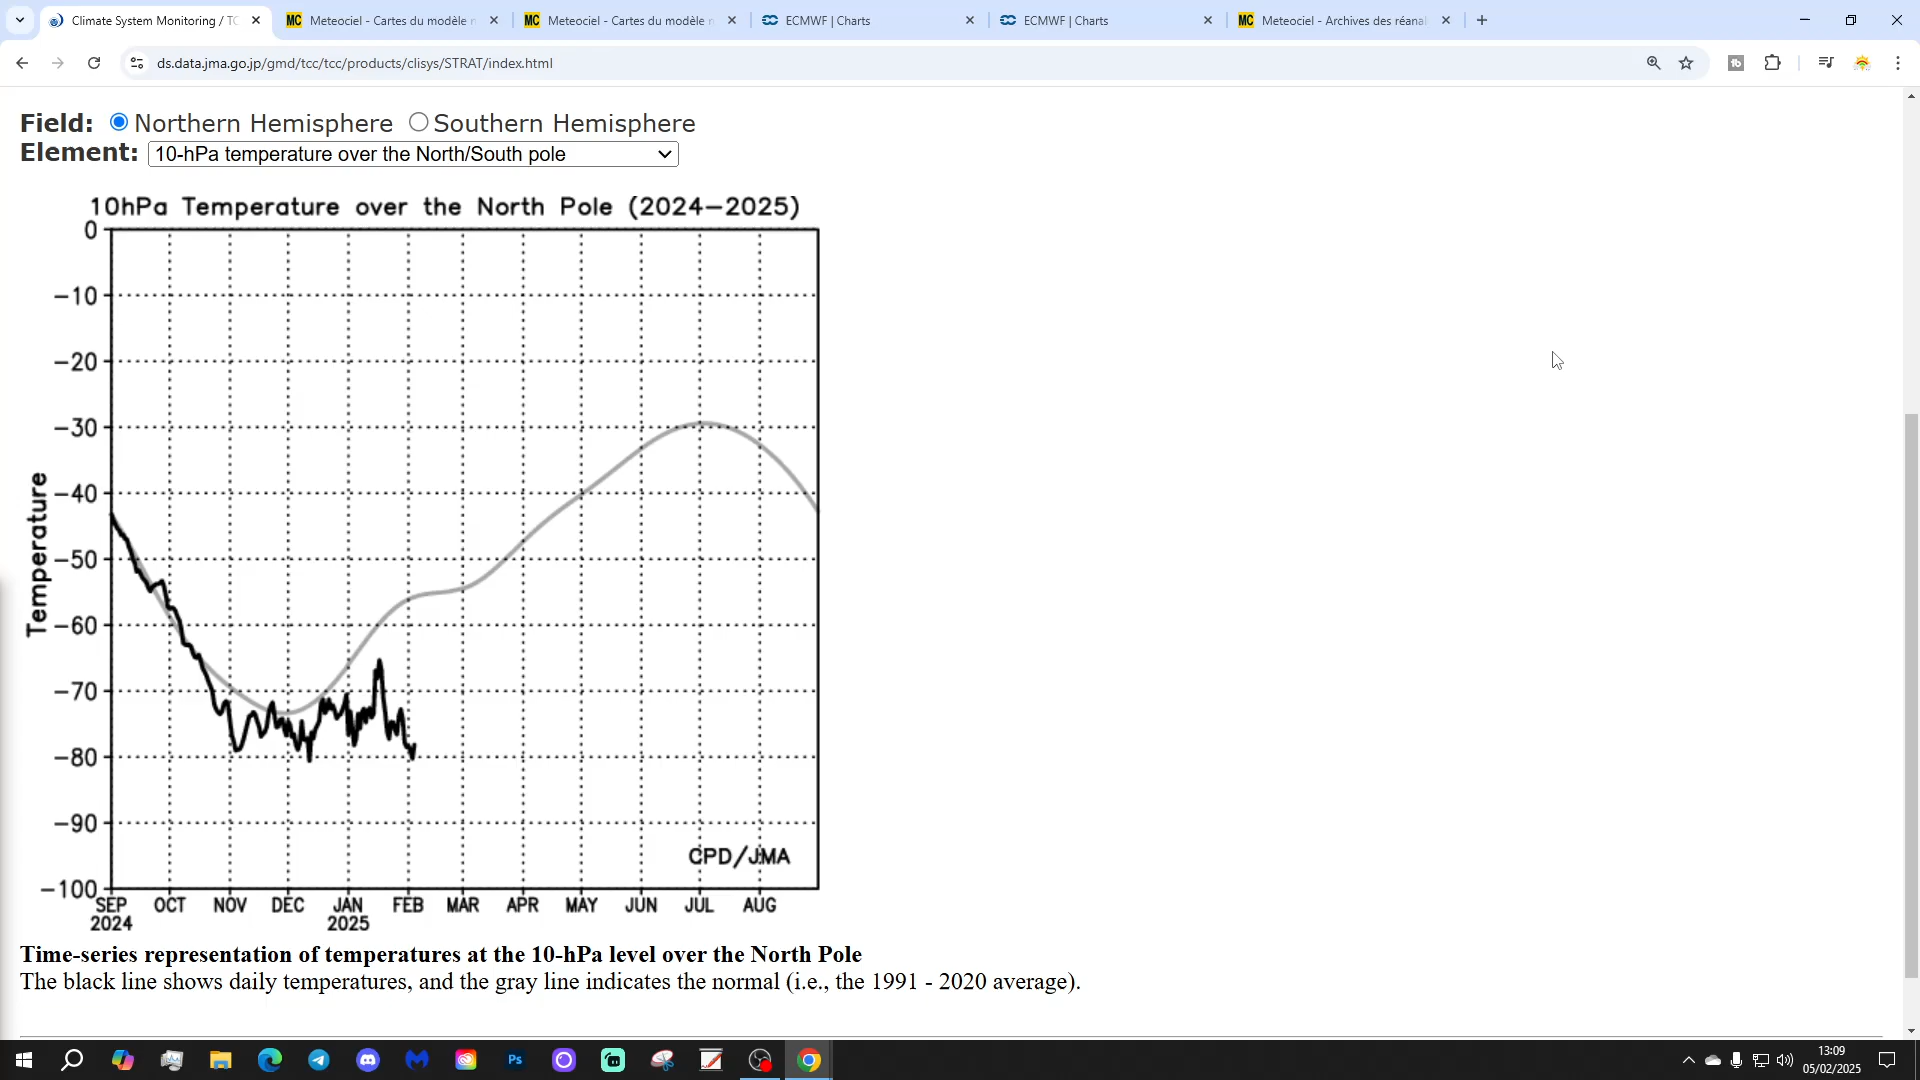 Climate System Monitoring / TC
Meteociel - Cartes du modèle n
Meteociel - Cartes du modèle n
ECMWF | Charts
ECMWF | Charts
Meteociel - Archives des réanal
ds.data.jma.go.jp/gmd/tcc/tcc/products/clisys/STRAT/index.html
Field: Northern Hemisphere Southern Hemisphere
Element: 10-hPa temperature over the North/South pole
10hPa Temperature over the North Pole (2024–2025)
0
−10
−20
−30
−40
−50
−60
−70
−80
−90
−100
Temperature
CPD/JMA
SEP OCT NOV DEC JAN FEB MAR APR MAY JUN JUL AUG
2024 2025
Time-series representation of temperatures at the 10-hPa level over the North Pole
The black line shows daily temperatures, and the gray line indicates the normal (i.e., the 1991 - 2020 average).
13:09
05/02/2025